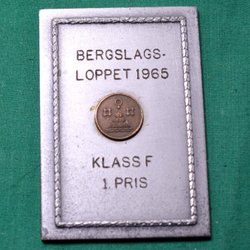 BERGSLAGS-
LOPPET 1965
KLASS F
1. PRIS